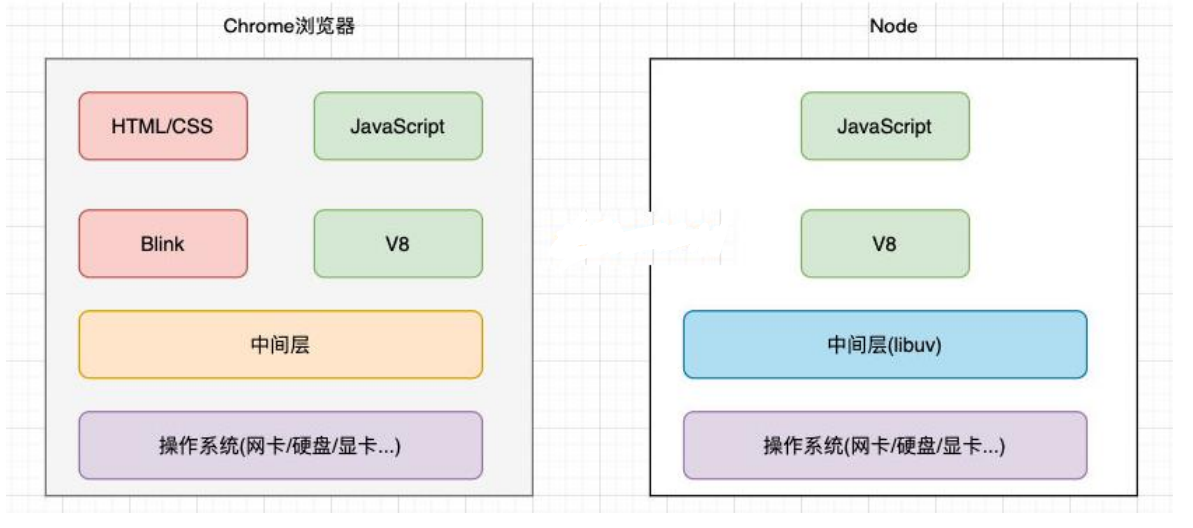 Chrome浏览器
Node
HTML/CSS
JavaScript
JavaScript
Blink
V8
V8
中间层
中间层(libuv)
操作系统(网卡/硬盘/显卡...)
操作系统(网卡/硬盘/显卡...)